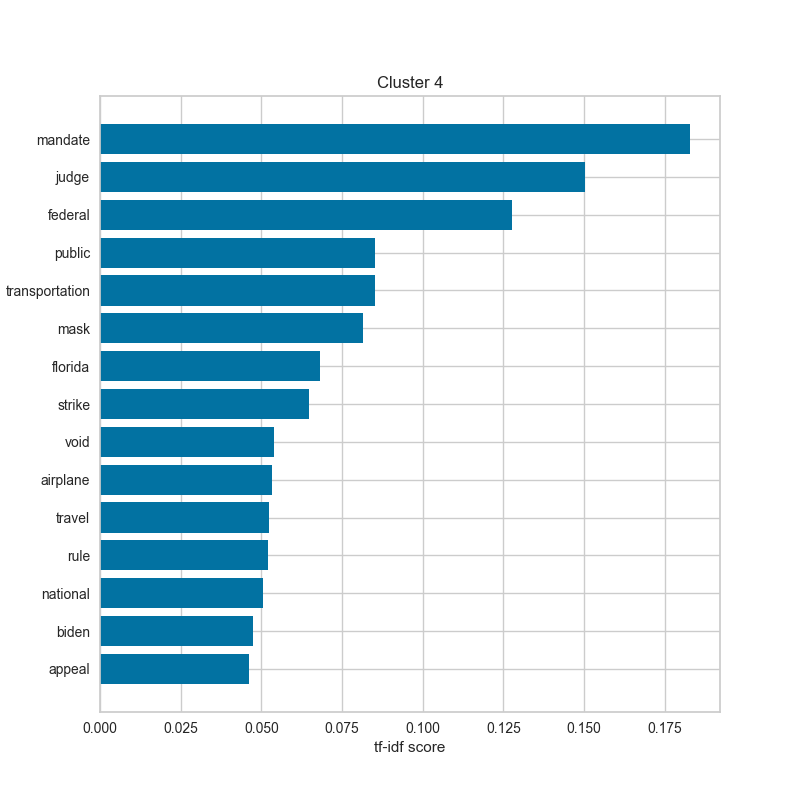 Cluster 4
mandate
judge
federal
public
transportation
mask
florida
strike
void
airplane
travel
rule
national
biden
appeal
0.000 0.025 0.050 0.075 0.100 0.125 0.150 0.175
tf-idf score